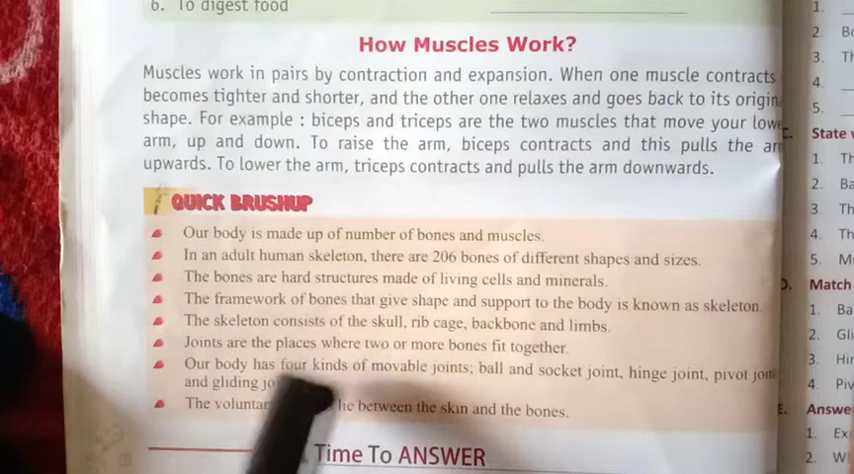 6. To digest food
How Muscles Work?
Muscles work in pairs by contraction and expansion. When one muscle contracts
becomes tighter and shorter, and the other one relaxes and goes back to its origin
shape. For example : biceps and triceps are the two muscles that move your lowe
arm, up and down. To raise the arm, biceps contracts and this pulls the ar
upwards. To lower the arm, triceps contracts and pulls the arm downwards.
QUICK BRUSHUP
Our body is made up of number of bones and muscles.
In an adult human skeleton, there are 206 bones of different shapes and sizes.
The bones are hard structures made of living cells and minerals.
The framework of bones that give shape and support to the body is known as skeleton.
The skeleton consists of the skull, rib cage, backbone and limbs.
Joints are the places where two or more bones fit together.
Our body has four kinds of movable joints; ball and socket joint, hinge joint, pivot join
and gliding jo
The voluntar lie between the skin and the bones.
Time To ANSWER
1.
2. Bo
3. Th
4.
5.
C. State
1. Th
2. Ba
3. Th
4. Th
5. M
D. Match
1. Ba
2. Gli
3. Hin
4. Piv
E. Answe
1. Ex
2. W